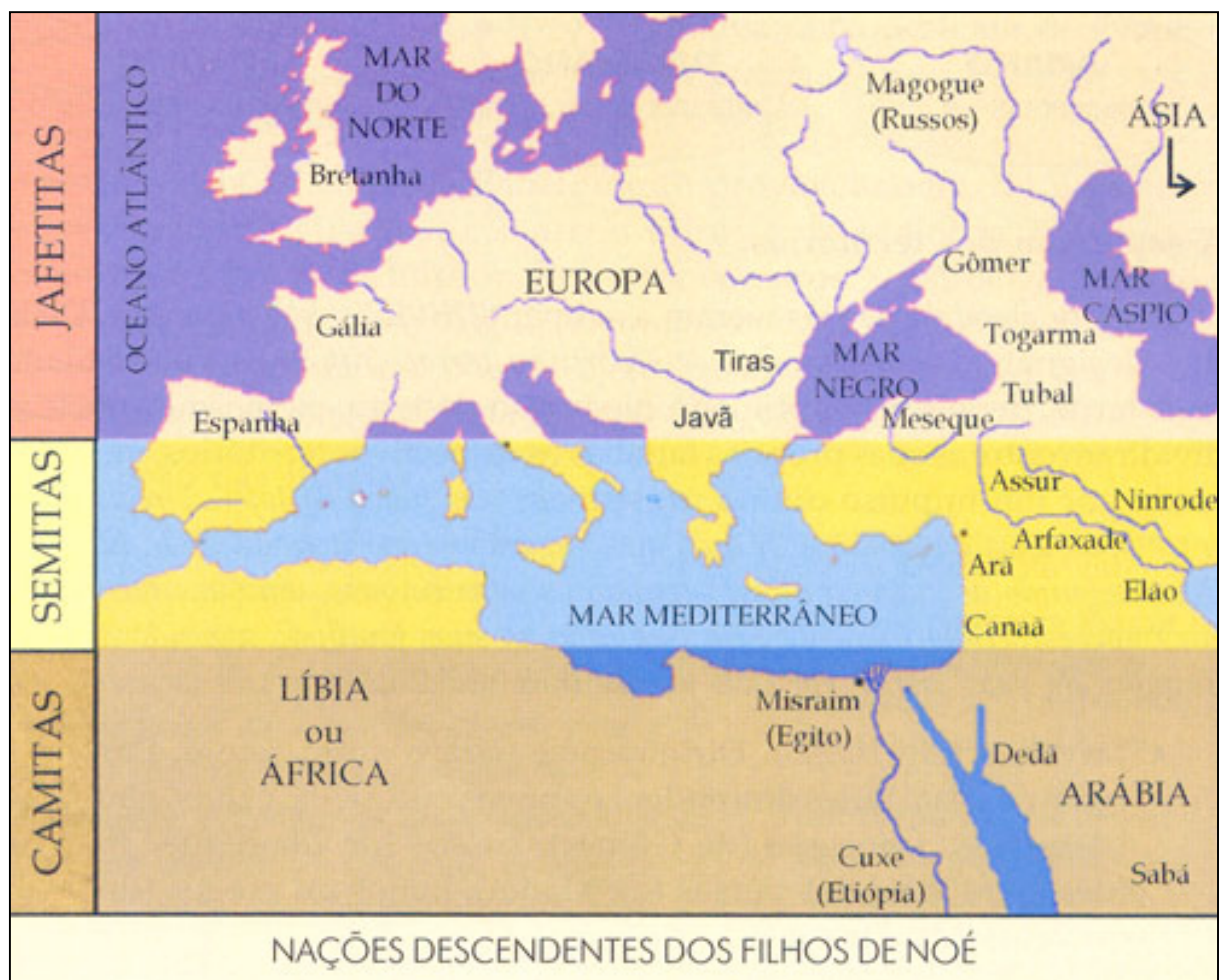 JAFETITAS
SEMITAS
CAMITAS
OCEANO ATLÂNTICO
MAR
DO
NORTE
Bretanha
Magogue
(Russos)
ÁSIA
EUROPA
Gômer
MAR
CÁSPIO
Gália
Tiras
MAR
NEGRO
Togarma
Tubal
Espanha
Javã
Meseque
Assur
Ninrode
Arfaxade
Arã
Elão
MAR MEDITERRÂNEO
Canaã
LÍBIA
ou
ÁFRICA
Misraim
(Egito)
Dedã
ARÁBIA
Cuxe
(Etiópia)
Sabá
NAÇÕES DESCENDENTES DOS FILHOS DE NOÉ